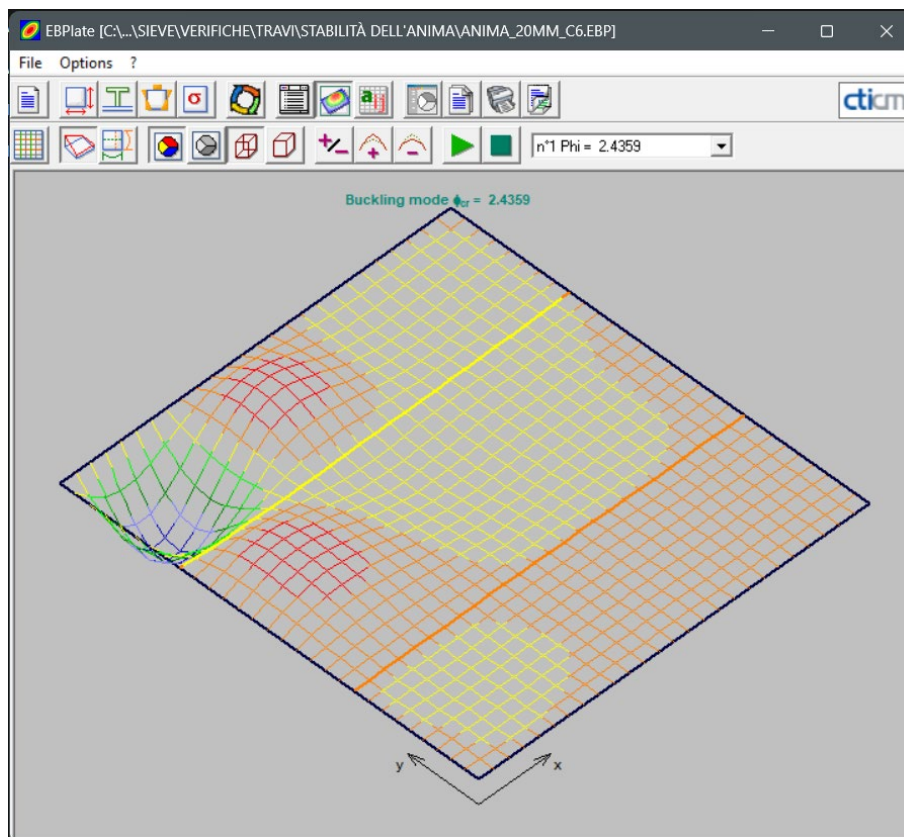 EBPlate [C:\...\SIEVE\VERIFICHE\TRAVI\STABILITÀ DELL'ANIMA\ANIMA_20MM_C6.EBP]
File Options ?
σ a cticm
+/- + - n°1 Phi = 2.4359
Buckling mode ϕcr = 2.4359
y x